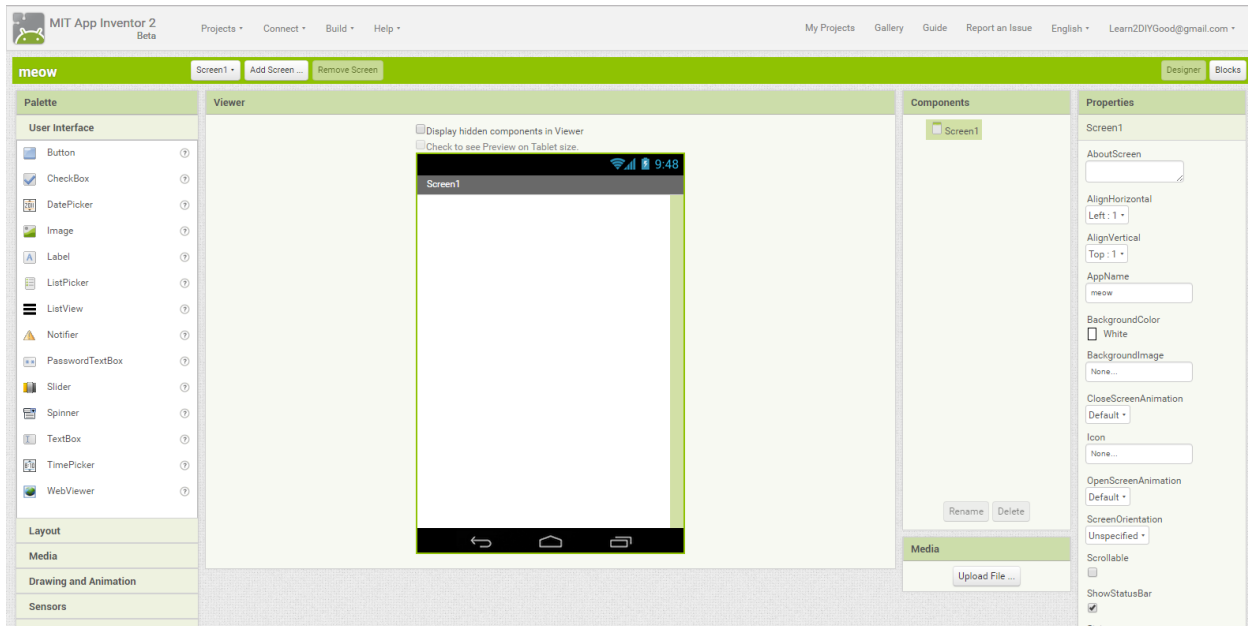 MIT App Inventor 2
Beta
Projects Connect Build Help
My Projects Gallery Guide Report an Issue English Learn2DIYGood@gmail.com
meow
Screen1 Add Screen ... Remove Screen
Designer Blocks
Palette
User Interface
Button
CheckBox
DatePicker
Image
Label
ListPicker
ListView
Notifier
PasswordTextBox
Slider
Spinner
TextBox
TimePicker
WebViewer
Layout
Media
Drawing and Animation
Sensors
Viewer
Display hidden components in Viewer
Check to see Preview on Tablet size.
9:48
Screen1
Components
Screen1
Rename Delete
Media
Upload File ...
Properties
Screen1
AboutScreen
AlignHorizontal
Left : 1
AlignVertical
Top : 1
AppName
meow
BackgroundColor
White
BackgroundImage
None...
CloseScreenAnimation
Default
Icon
None...
OpenScreenAnimation
Default
ScreenOrientation
Unspecified
Scrollable
ShowStatusBar